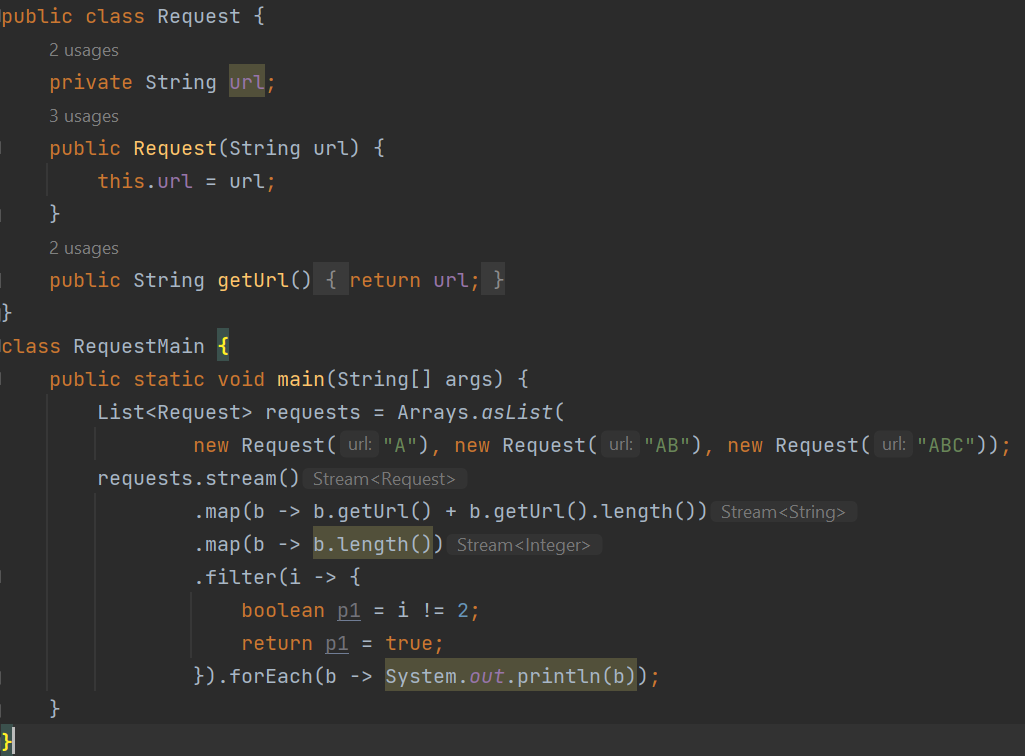 public class Request {
2 usages
private String url;
3 usages
public Request(String url) {
this.url = url;
}
2 usages
public String getUrl() { return url; }
}
class RequestMain {
public static void main(String[] args) {
List<Request> requests = Arrays.asList(
new Request( url: "A"), new Request( url: "AB"), new Request( url: "ABC"));
requests.stream() Stream<Request>
.map(b -> b.getUrl() + b.getUrl().length()) Stream<String>
.map(b -> b.length()) Stream<Integer>
.filter(i -> {
boolean p1 = i != 2;
return p1 = true;
}).forEach(b -> System.out.println(b));
}
}